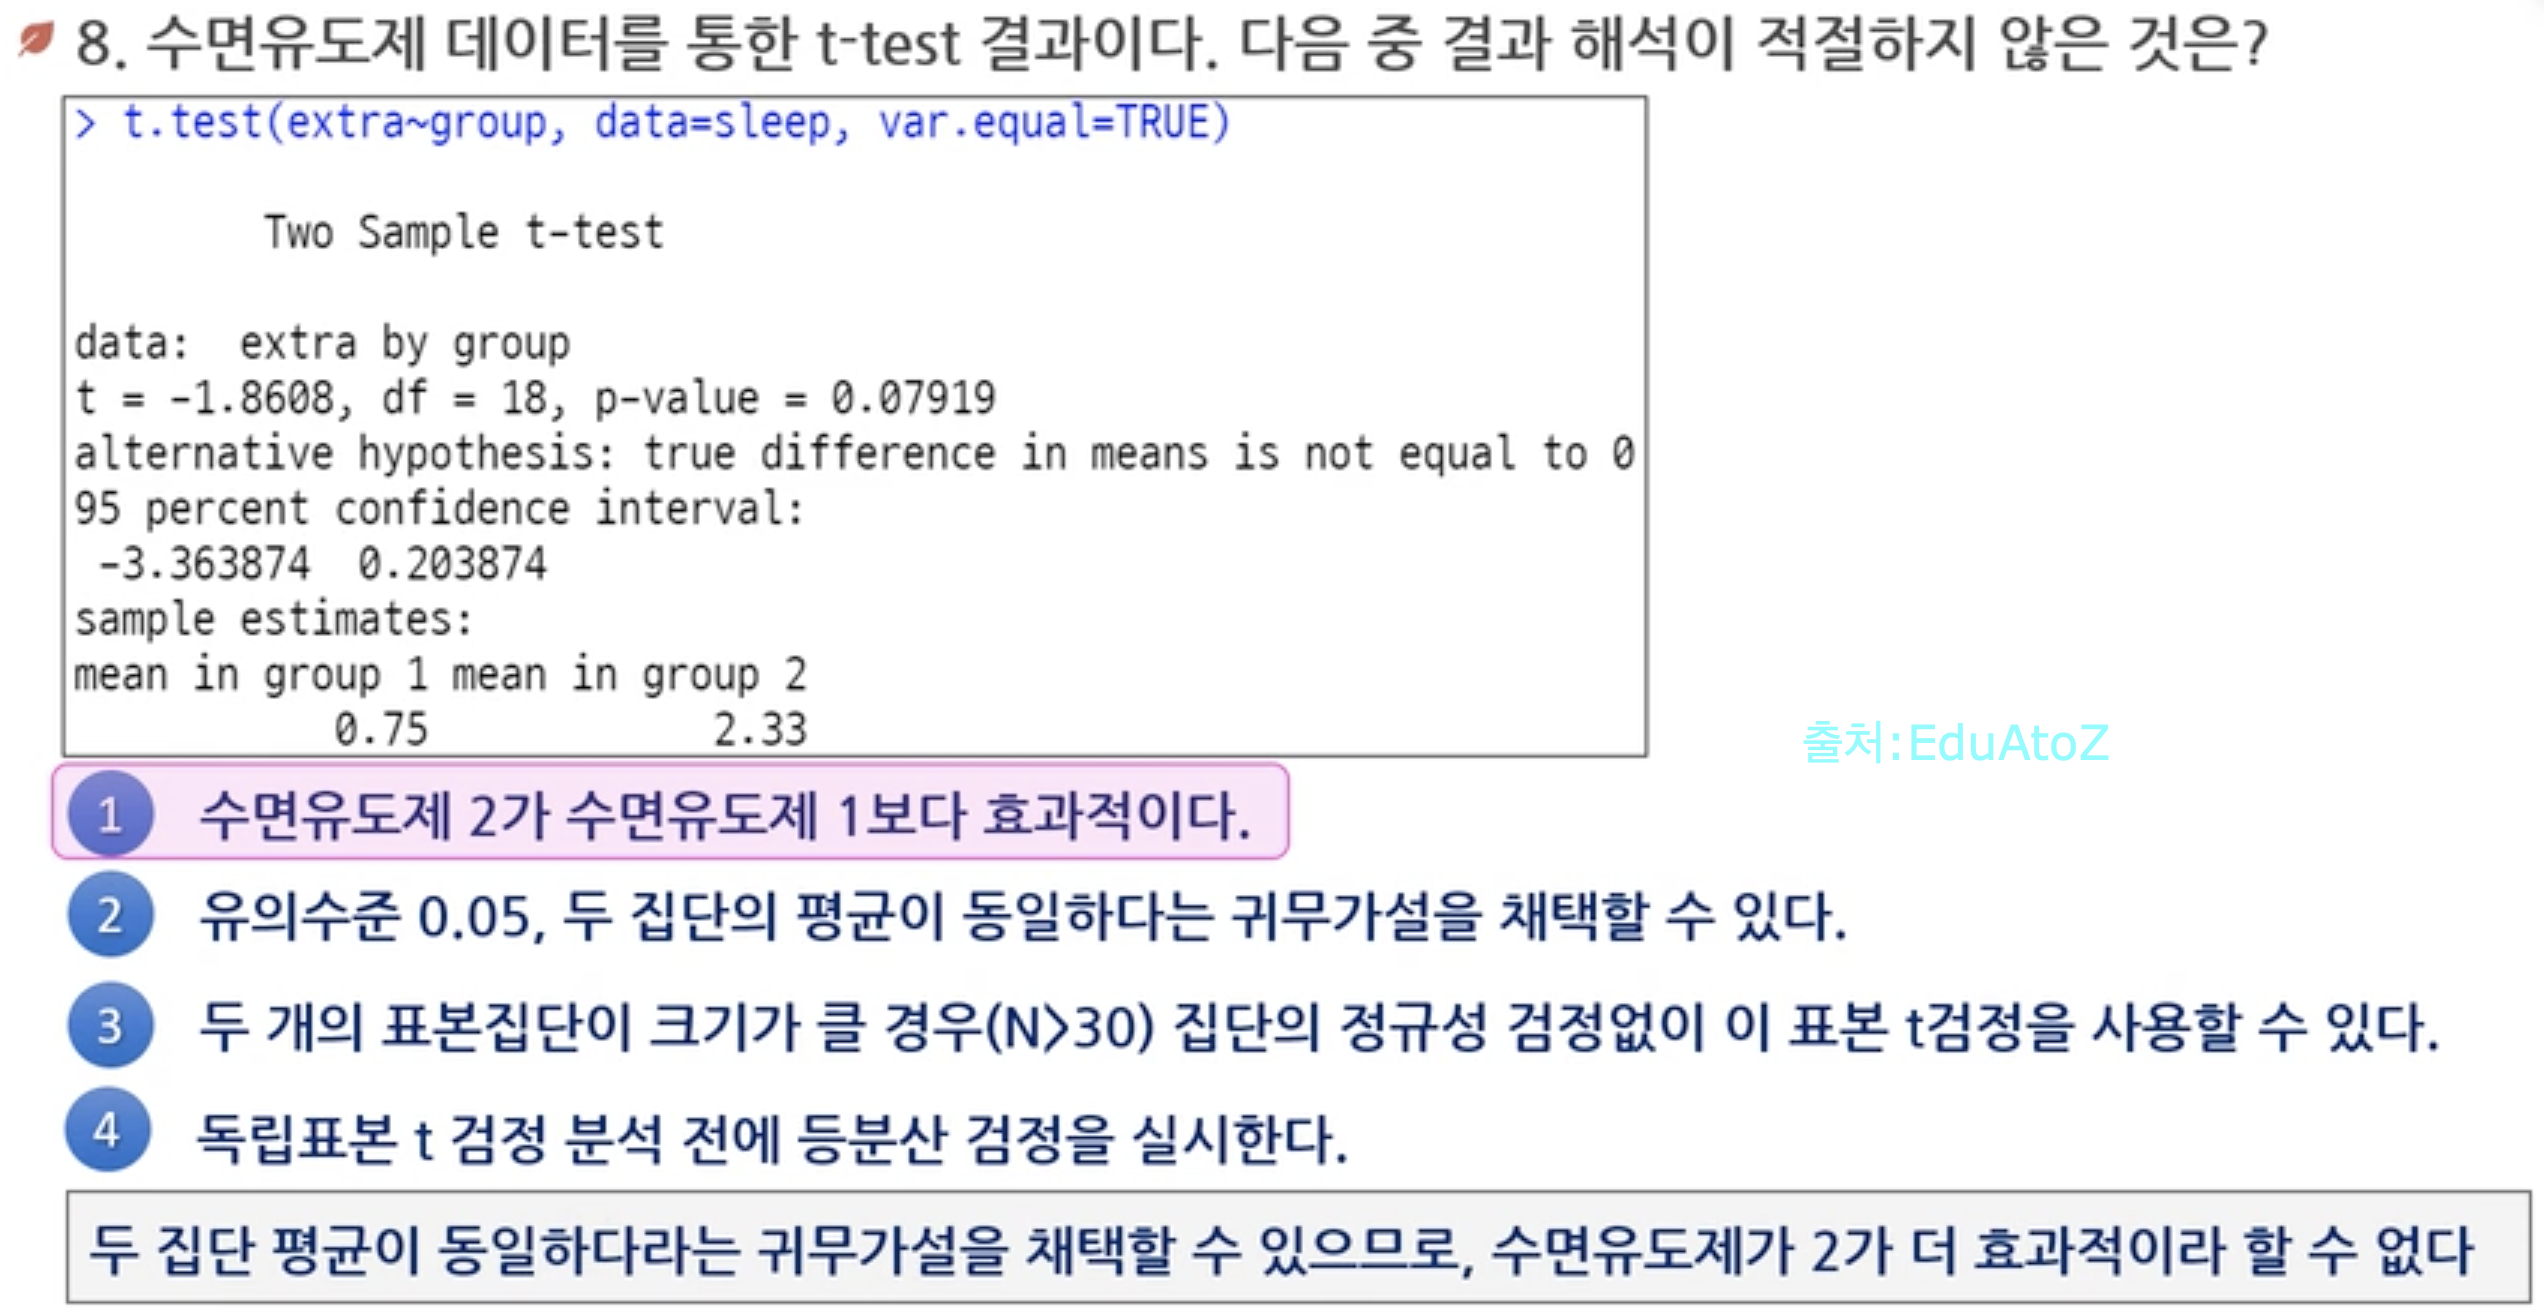 8. 수면유도제 데이터를 통한 t-test 결과이다. 다음 중 결과 해석이 적절하지 않은 것은?
> t.test(extra~group, data=sleep, var.equal=TRUE)
Two Sample t-test
data:  extra by group
t = -1.8608, df = 18, p-value = 0.07919
alternative hypothesis: true difference in means is not equal to 0
95 percent confidence interval:
-3.363874  0.203874
sample estimates:
mean in group 1 mean in group 2
0.75            2.33
출처:EduAtoZ
1 수면유도제 2가 수면유도제 1보다 효과적이다.
2 유의수준 0.05, 두 집단의 평균이 동일하다는 귀무가설을 채택할 수 있다.
3 두 개의 표본집단이 크기가 클 경우(N>30) 집단의 정규성 검정없이 이 표본 t검정을 사용할 수 있다.
4 독립표본 t 검정 분석 전에 등분산 검정을 실시한다.
두 집단 평균이 동일하다라는 귀무가설을 채택할 수 있으므로, 수면유도제가 2가 더 효과적이라 할 수 없다